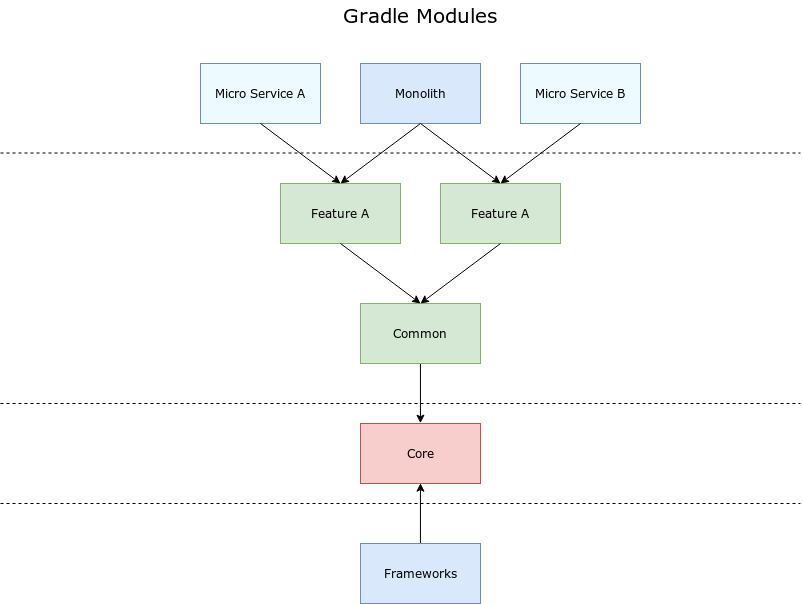 Gradle Modules
Micro Service A
Monolith
Micro Service B
Feature A
Feature A
Common
Core
Frameworks